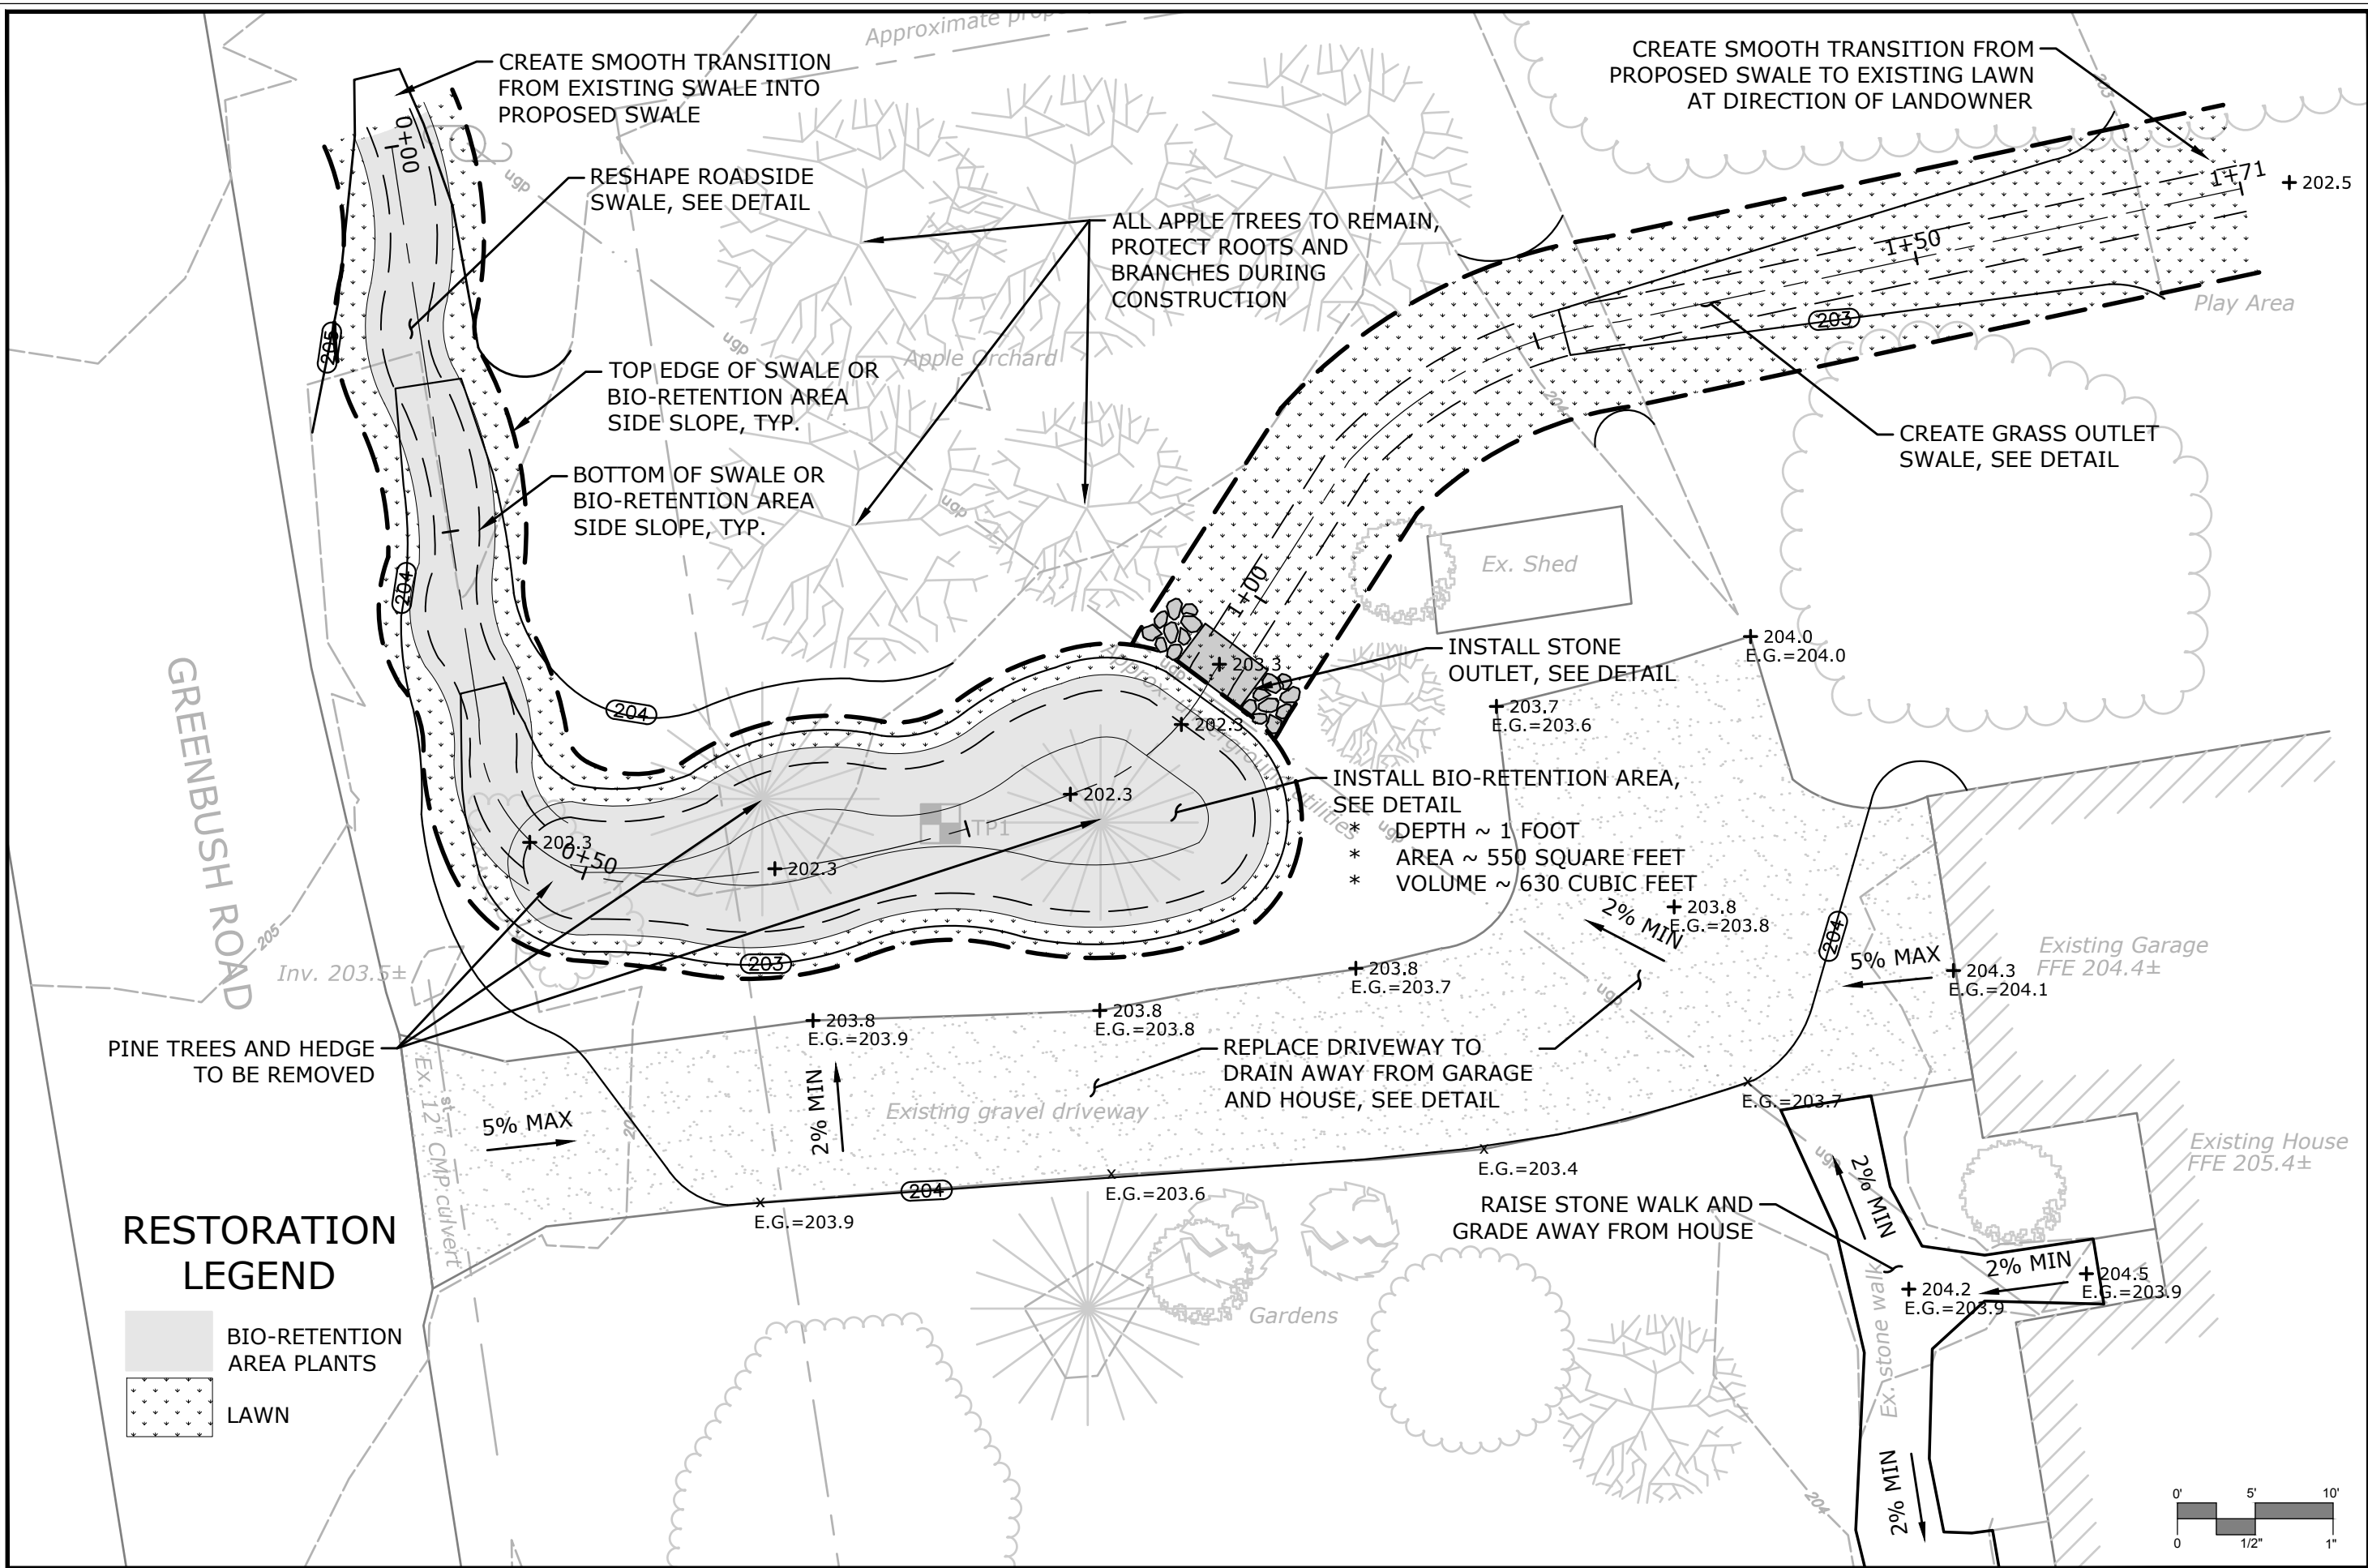 Approximate prop
CREATE SMOOTH TRANSITION
FROM EXISTING SWALE INTO
PROPOSED SWALE
CREATE SMOOTH TRANSITION FROM
PROPOSED SWALE TO EXISTING LAWN
AT DIRECTION OF LANDOWNER
203
0+00
ugp
RESHAPE ROADSIDE
SWALE, SEE DETAIL
1+71
202.5
ALL APPLE TREES TO REMAIN,
PROTECT ROOTS AND
BRANCHES DURING
CONSTRUCTION
1+50
Play Area
203
205
ugp
Apple Orchard
TOP EDGE OF SWALE OR
BIO-RETENTION AREA
SIDE SLOPE, TYP.
204
CREATE GRASS OUTLET
SWALE, SEE DETAIL
BOTTOM OF SWALE OR
BIO-RETENTION AREA
SIDE SLOPE, TYP.
ugp
Ex. Shed
204
1+00
204.0
E.G.=204.0
INSTALL STONE
OUTLET, SEE DETAIL
203.3
ugp
GREENBUSH ROAD
204
203.7
E.G.=203.6
202.3
INSTALL BIO-RETENTION AREA,
SEE DETAIL
* DEPTH ~ 1 FOOT
* AREA ~ 550 SQUARE FEET
* VOLUME ~ 630 CUBIC FEET
202.3
TP1
utilities
ugp
202.3
0+50
202.3
203.8
E.G.=203.8
2% MIN
204
205
Inv. 203.5±
203
203.8
E.G.=203.7
5% MAX
204.3
E.G.=204.1
Existing Garage
FFE 204.4±
ugp
203.8
E.G.=203.9
203.8
E.G.=203.8
PINE TREES AND HEDGE
TO BE REMOVED
REPLACE DRIVEWAY TO
DRAIN AWAY FROM GARAGE
AND HOUSE, SEE DETAIL
E.G.=203.7
Ex. 12" CMP culvert
5% MAX
2% MIN
Existing gravel driveway
Existing House
FFE 205.4±
ugp
E.G.=203.4
2% MIN
204
E.G.=203.6
E.G.=203.9
RAISE STONE WALK AND
GRADE AWAY FROM HOUSE
2% MIN
204.5
E.G.=203.9
204.2
E.G.=203.9
RESTORATION
LEGEND
BIO-RETENTION
AREA PLANTS
LAWN
Gardens
Ex. stone walk
2% MIN
204
0' 5' 10'
0 1/2" 1"